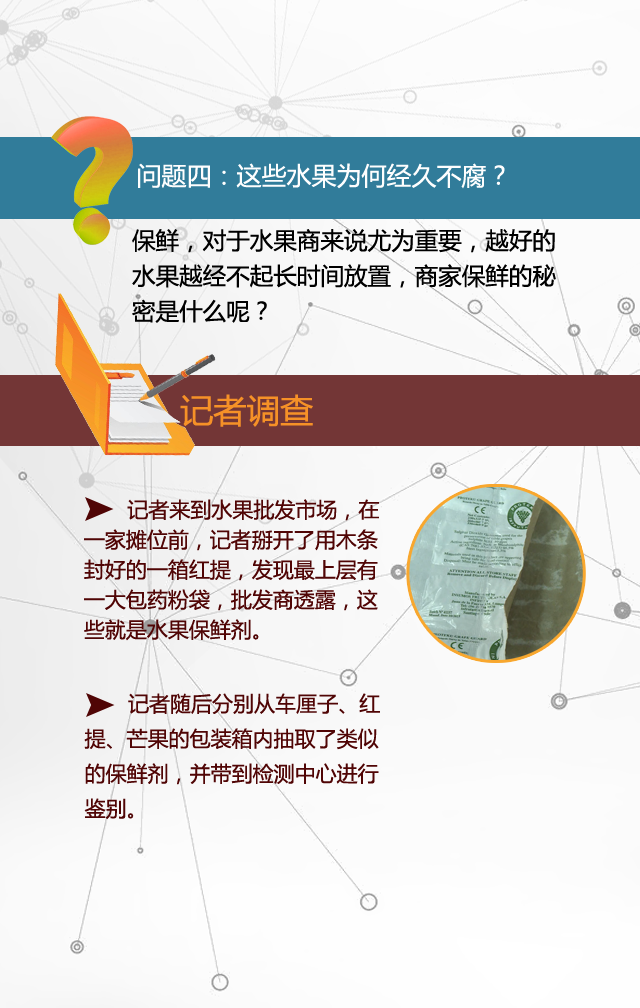 问题四：这些水果为何经久不腐？
保鲜，对于水果商来说尤为重要，越好的
水果越经不起长时间放置，商家保鲜的秘
密是什么呢？
记者调查
记者来到水果批发市场，在
一家摊位前，记者掰开了用木条
封好的一箱红提，发现最上层有
一大包药粉袋，批发商透露，这
些就是水果保鲜剂。
CE
ATTENTION ALL STORE STAFF
CE
记者随后分别从车厘子、红
提、芒果的包装箱内抽取了类似
的保鲜剂，并带到检测中心进行
鉴别。